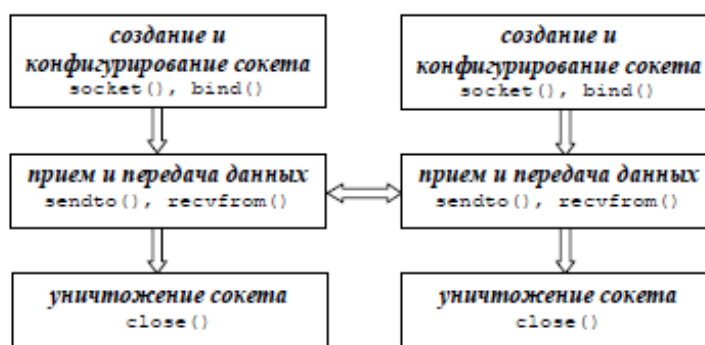 создание и
конфигурирование сокета
socket(), bind()
прием и передача данных
sendto(), recvfrom()
уничтожение сокета
close()
создание и
конфигурирование сокета
socket(), bind()
прием и передача данных
sendto(), recvfrom()
уничтожение сокета
close()